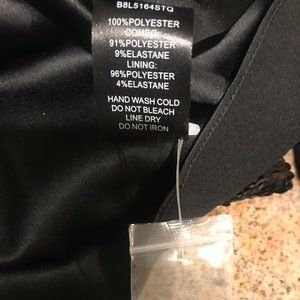 B8L5164STQ
100%POLYESTER
COMBO:
91%POLYESTER
9%ELASTANE
LINING:
96%POLYESTER
4%ELASTANE
HAND WASH COLD
DO NOT BLEACH
LINE DRY
DO NOT IRON